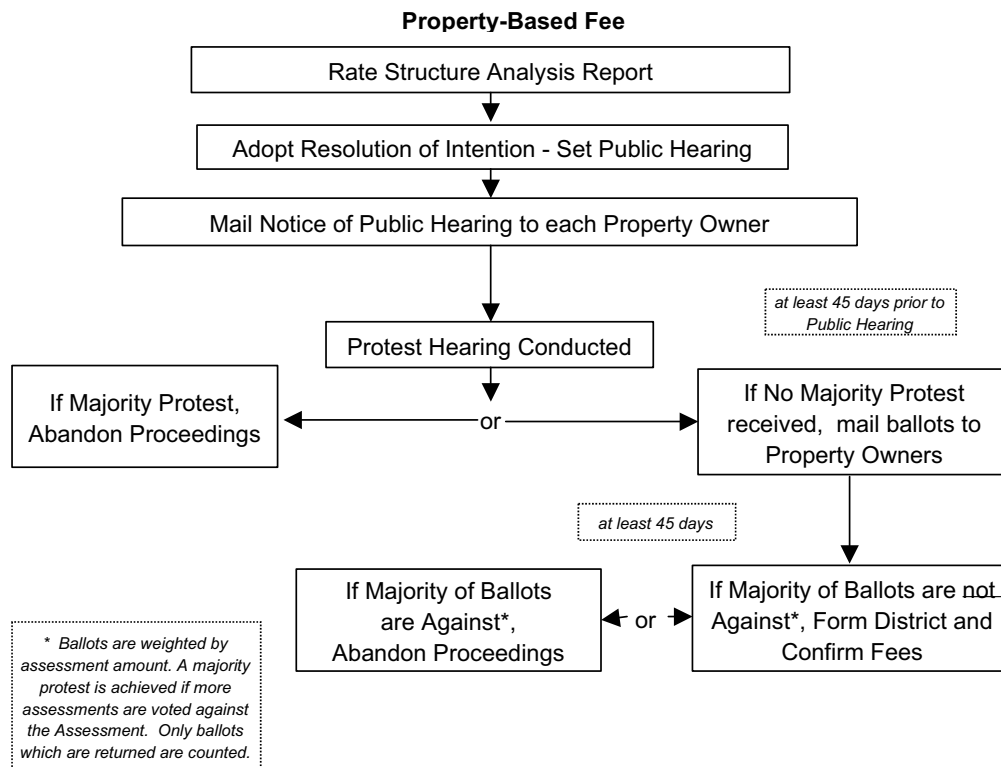 Property-Based Fee
Rate Structure Analysis Report
Adopt Resolution of Intention - Set Public Hearing
Mail Notice of Public Hearing to each Property Owner
at least 45 days prior to
Public Hearing
Protest Hearing Conducted
If Majority Protest,
Abandon Proceedings
or
If No Majority Protest
received, mail ballots to
Property Owners
at least 45 days
If Majority of Ballots
are Against*,
Abandon Proceedings
or
If Majority of Ballots are not
Against*, Form District and
Confirm Fees
* Ballots are weighted by
assessment amount. A majority
protest is achieved if more
assessments are voted against
the Assessment. Only ballots
which are returned are counted.